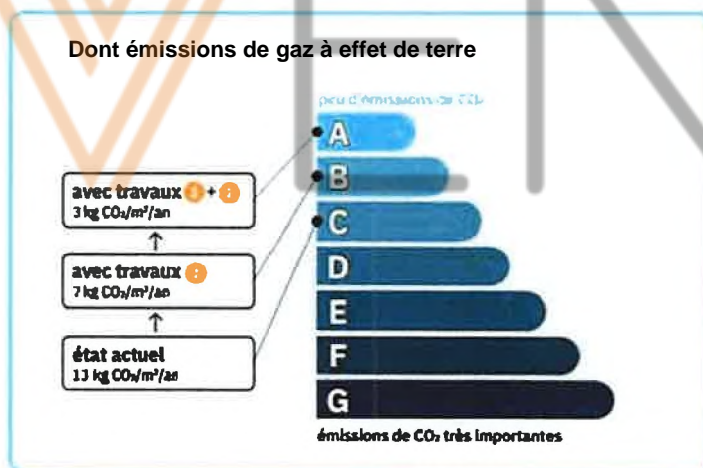 Dont émissions de gaz à effet de terre
peu d'émissions de CO₂
A
B
C
D
E
F
G
avec travaux +
3 kg CO₂/m²/an
avec travaux
7 kg CO₂/m²/an
état actuel
13 kg CO₂/m²/an
émissions de CO₂ très importantes